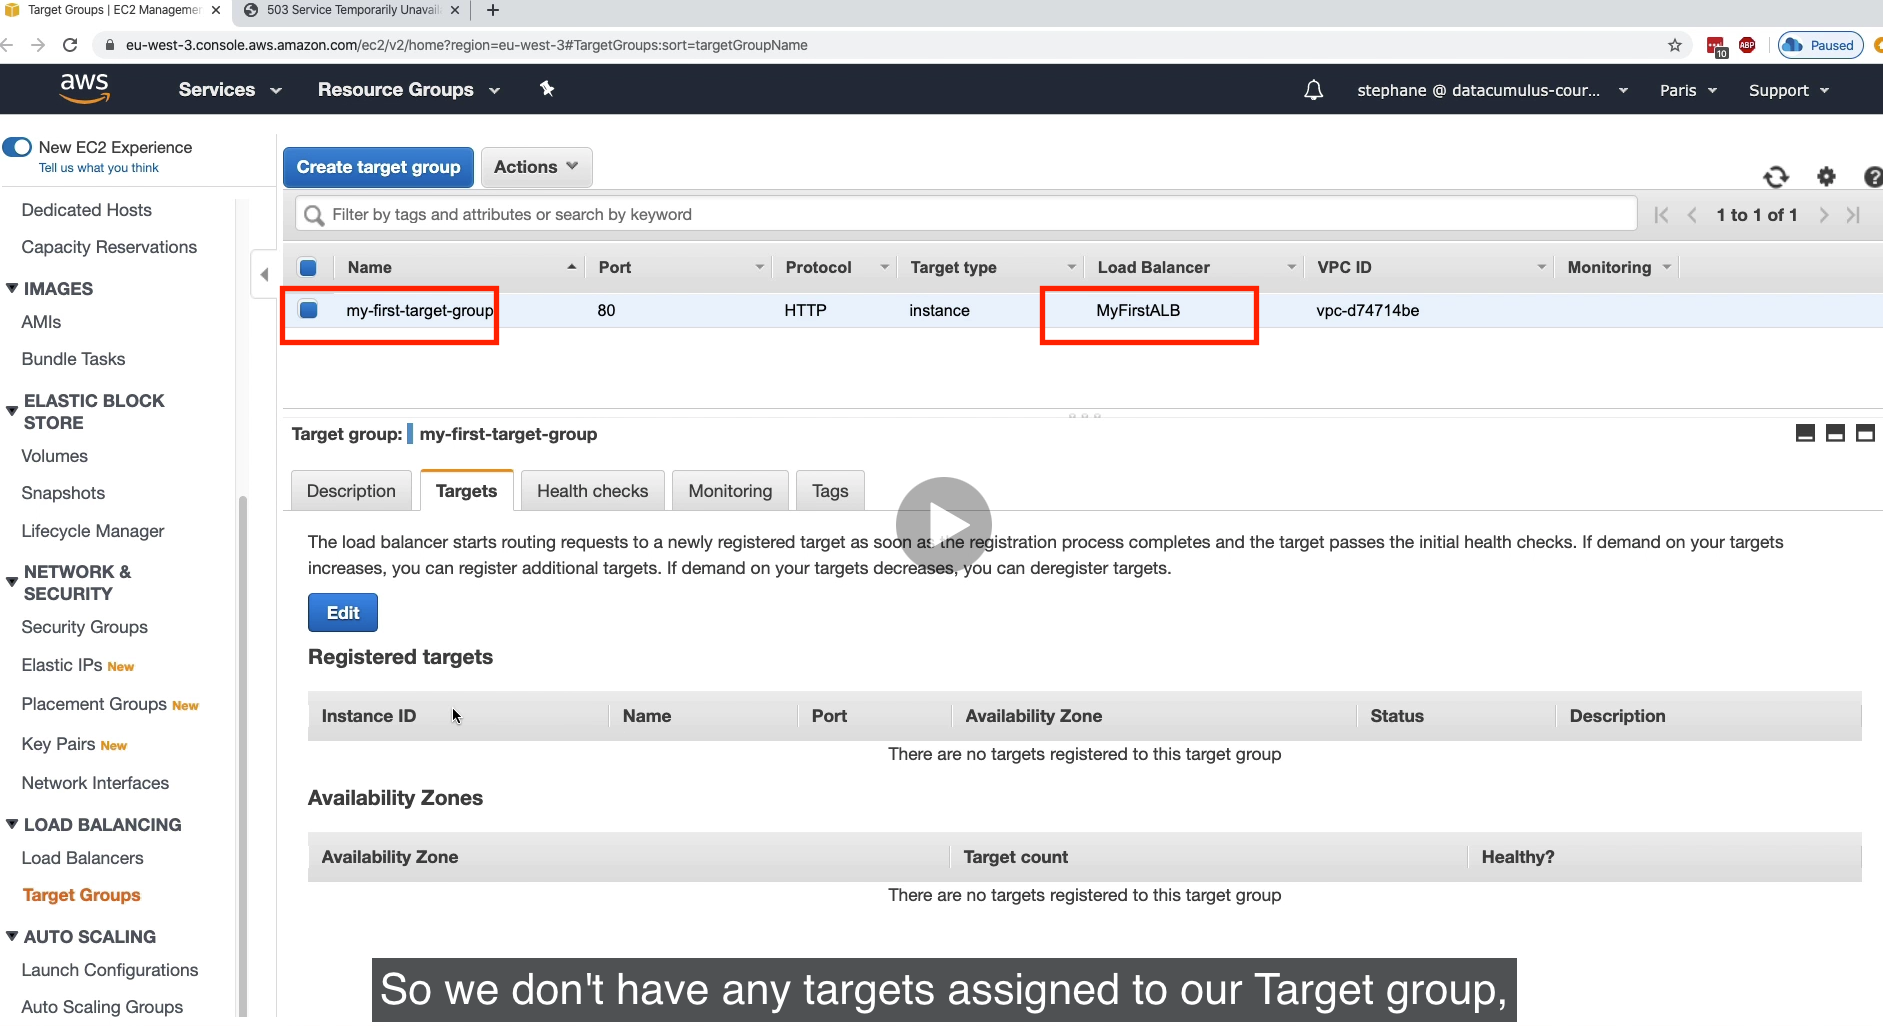 Target Groups | EC2 Managemen
503 Service Temporarily Unavail
eu-west-3.console.aws.amazon.com/ec2/v2/home?region=eu-west-3#TargetGroups:sort=targetGroupName
10
ABP
Paused
aws
Services
Resource Groups
stephane @ datacumulus-cour...
Paris
Support
New EC2 Experience
Tell us what you think
Dedicated Hosts
Capacity Reservations
IMAGES
AMIs
Bundle Tasks
ELASTIC BLOCK
STORE
Volumes
Snapshots
Lifecycle Manager
NETWORK &
SECURITY
Security Groups
Elastic IPs New
Placement Groups New
Key Pairs New
Network Interfaces
LOAD BALANCING
Load Balancers
Target Groups
AUTO SCALING
Launch Configurations
Auto Scaling Groups
Create target group
Actions
Filter by tags and attributes or search by keyword
1 to 1 of 1
Name Port Protocol Target type Load Balancer VPC ID Monitoring
my-first-target-group 80 HTTP instance MyFirstALB vpc-d74714be
Target group: my-first-target-group
Description Targets Health checks Monitoring Tags
The load balancer starts routing requests to a newly registered target as soon as the registration process completes and the target passes the initial health checks. If demand on your targets
increases, you can register additional targets. If demand on your targets decreases, you can deregister targets.
Edit
Registered targets
Instance ID Name Port Availability Zone Status Description
There are no targets registered to this target group
Availability Zones
Availability Zone Target count Healthy?
There are no targets registered to this target group
So we don't have any targets assigned to our Target group,